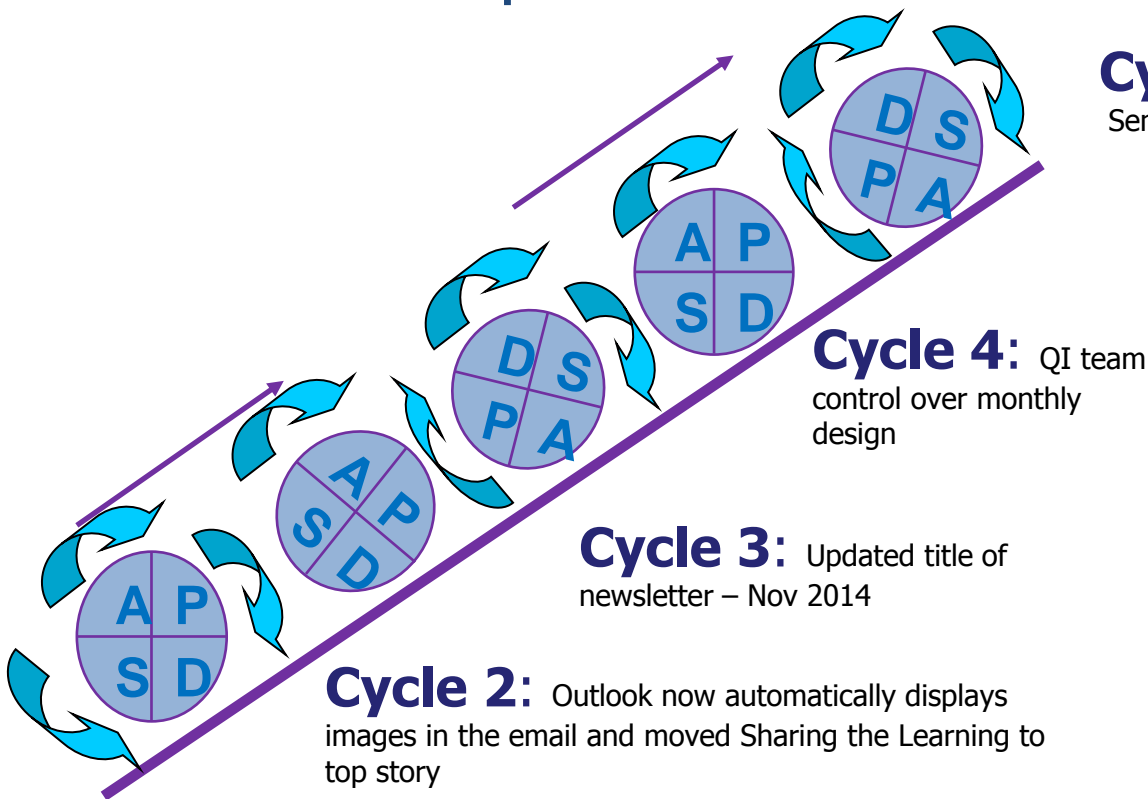 Cy
Ser
D S
P A
A P
S D
Cycle 4: QI team
control over monthly
design
D S
P A
A P
S D
Cycle 3: Updated title of
newsletter – Nov 2014
A P
S D
Cycle 2: Outlook now automatically displays
images in the email and moved Sharing the Learning to
top story